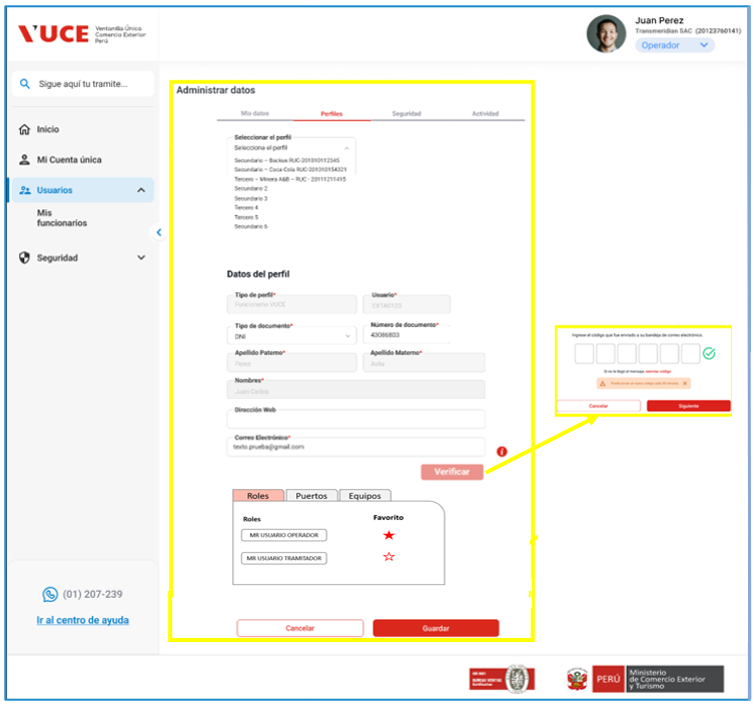 VUCE
Ventanilla Única
Comercio Exterior
Perú
Juan Perez
Transmeridian SAC (20123760141)
Operador
Sigue aquí tu tramite...
Inicio
Mi Cuenta única
Usuarios
Mis
funcionarios
Seguridad
(01) 207-239
Ir al centro de ayuda
Administrar datos
Mis datos
Perfiles
Seguridad
Actividad
Seleccionar el perfil
Selecciona el perfil
Secundario – Backus RUC-201010112345
Secundario – Coca-Cola RUC-201010154321
Tercero – Minera A&B – RUC - 20111211415
Secundario 2
Secundario 3
Tercero 4
Tercero 5
Secundario 6
Datos del perfil
Tipo de perfil*
Funcionario VUCE
Usuario*
Tipo de documento*
DNI
Número de documento*
43086803
Apellido Paterno*
Perez
Apellido Materno*
Avila
Nombres*
Juan Carlos
Dirección Web
Correo Electrónico*
texto.prueba@gmail.com
Verificar
Roles
Puertos
Equipos
Roles
Favorito
MR USUARIO OPERADOR
MR USUARIO TRAMITADOR
Cancelar
Guardar
Ingrese el código que fue enviado a su bandeja de correo electrónico.
Si no le llegó el mensaje, reenviar código
Cancelar
Siguiente
BUREAU VERITAS
Certification
PERÚ
Ministerio
de Comercio Exterior
y Turismo